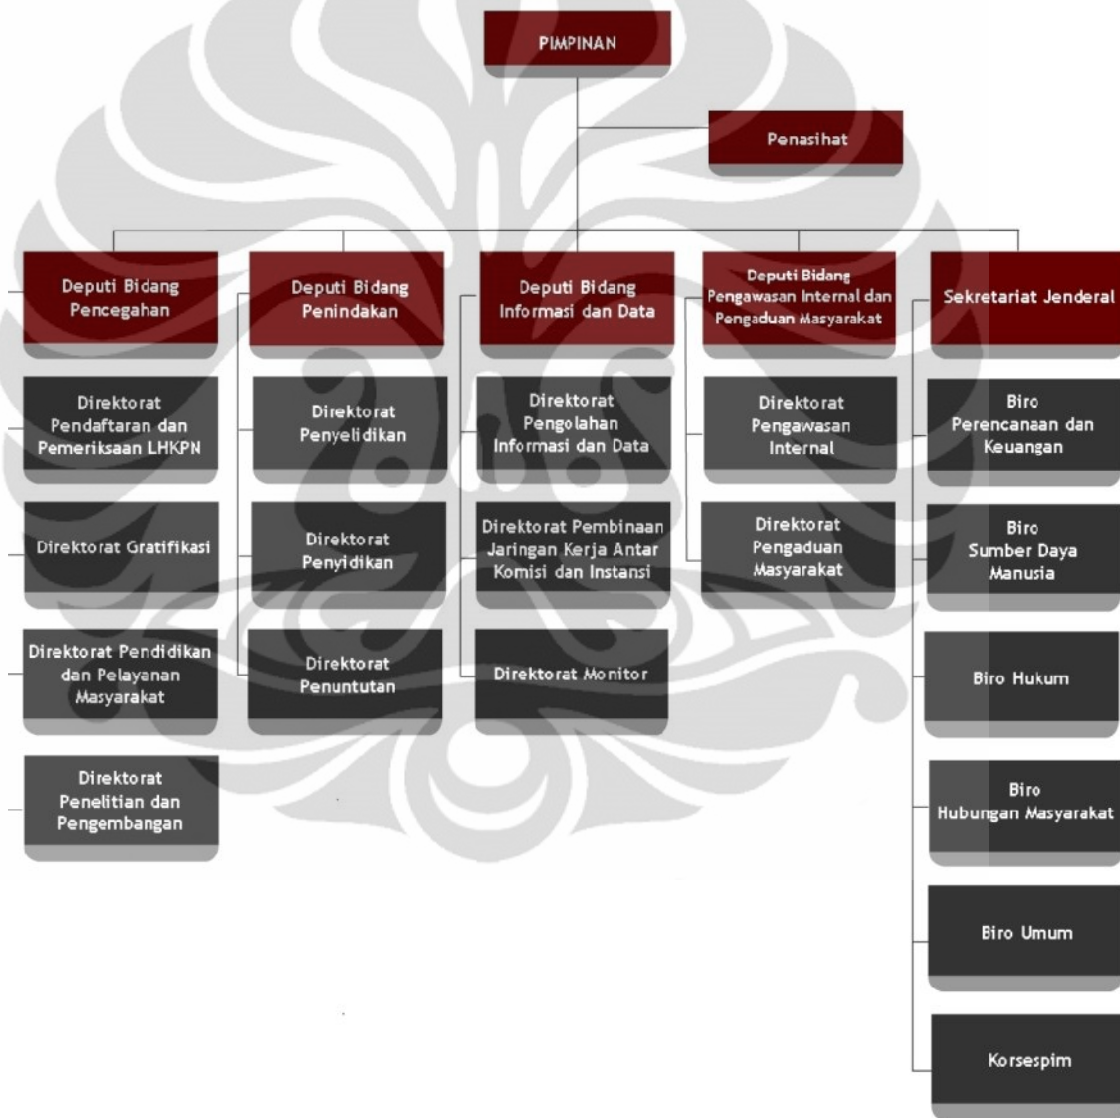 PIMPINAN
Penasihat
Deputi Bidang
Pencegahan
Direktorat
Pendaftaran dan
Pemeriksaan LHKPN
Direktorat Gratifikasi
Direktorat Pendidikan
dan Pelayanan
Masyarakat
Direktorat
Penelitian dan
Pengembangan
Deputi Bidang
Penindakan
Direktorat
Penyelidikan
Direktorat
Penyidikan
Direktorat
Penuntutan
Deputi Bidang
Informasi dan Data
Direktorat
Pengolahan
Informasi dan Data
Direktorat Pembinaan
Jaringan Kerja Antar
Komisi dan Instansi
Direktorat Monitor
Deputi Bidang
Pengawasan Internal dan
Pengaduan Masyarakat
Direktorat
Pengawasan
Internal
Direktorat
Pengaduan
Masyarakat
Sekretariat Jenderal
Biro
Perencanaan dan
Keuangan
Biro
Sumber Daya
Manusia
Biro Hukum
Biro
Hubungan Masyarakat
Biro Umum
Korsespim